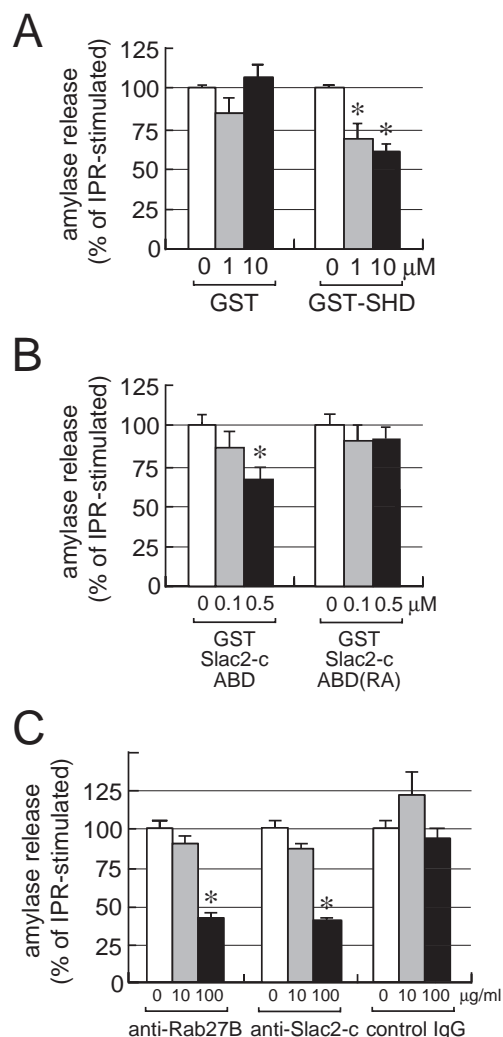 A
amylase release
(% of IPR-stimulated)
125
100
75
50
25
0
* *
0 1 10 0 1 10 μM
GST GST-SHD
B
amylase release
(% of IPR-stimulated)
125
100
75
50
25
0
*
0 0.1 0.5 0 0.1 0.5 μM
GST GST
Slac2-c Slac2-c
ABD ABD(RA)
C
amylase release
(% of IPR-stimulated)
125
100
75
50
25
0
* *
0 10 100 0 10 100 0 10 100 μg/ml
anti-Rab27B anti-Slac2-c control IgG